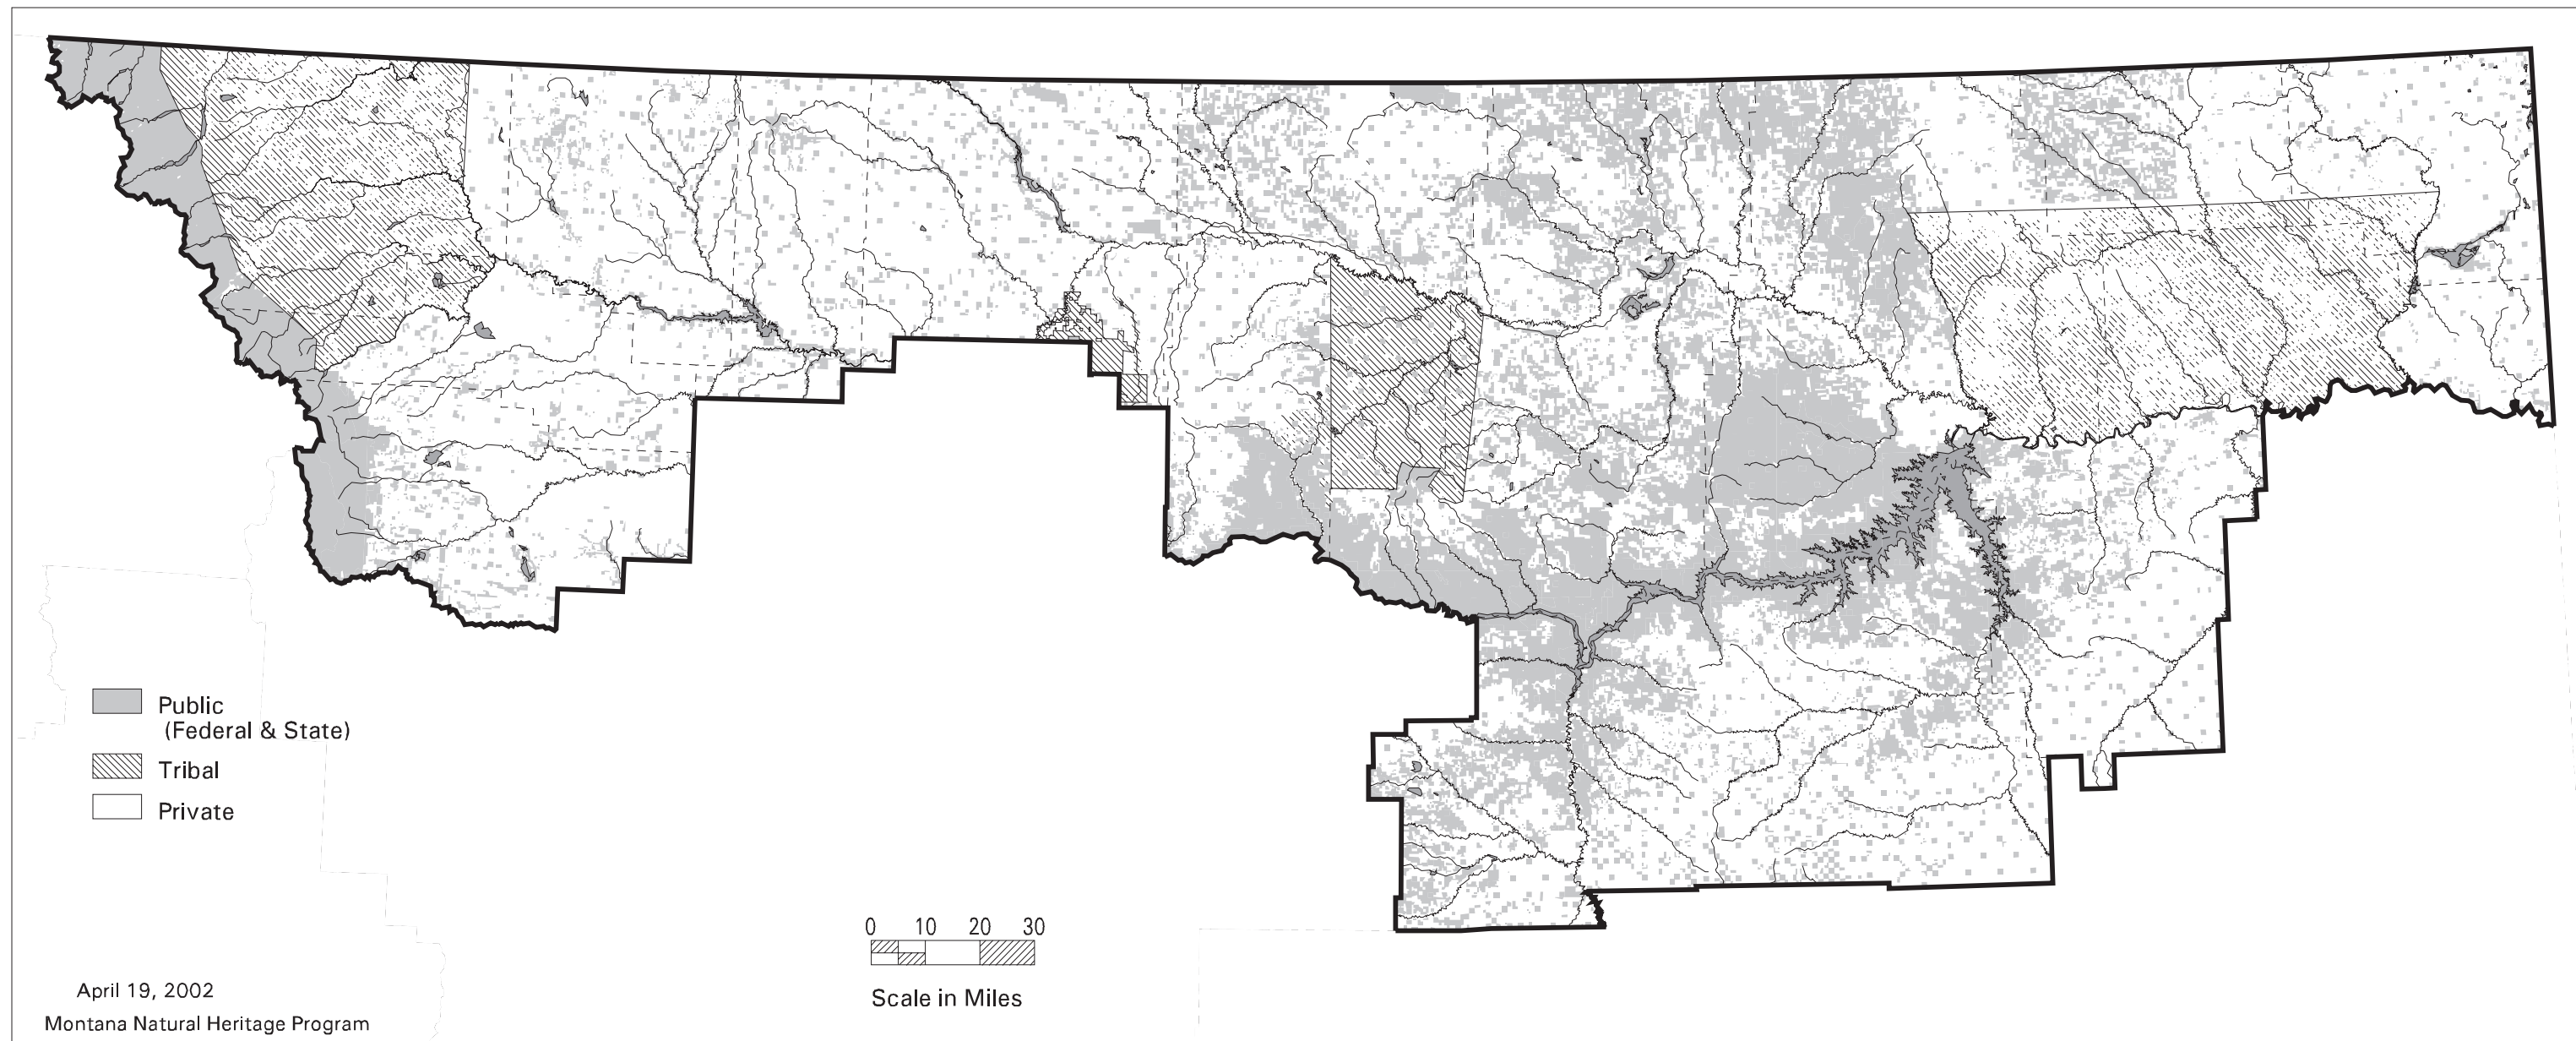 Public
(Federal & State)
Tribal
Private
0 10 20 30
Scale in Miles
April 19, 2002
Montana Natural Heritage Program